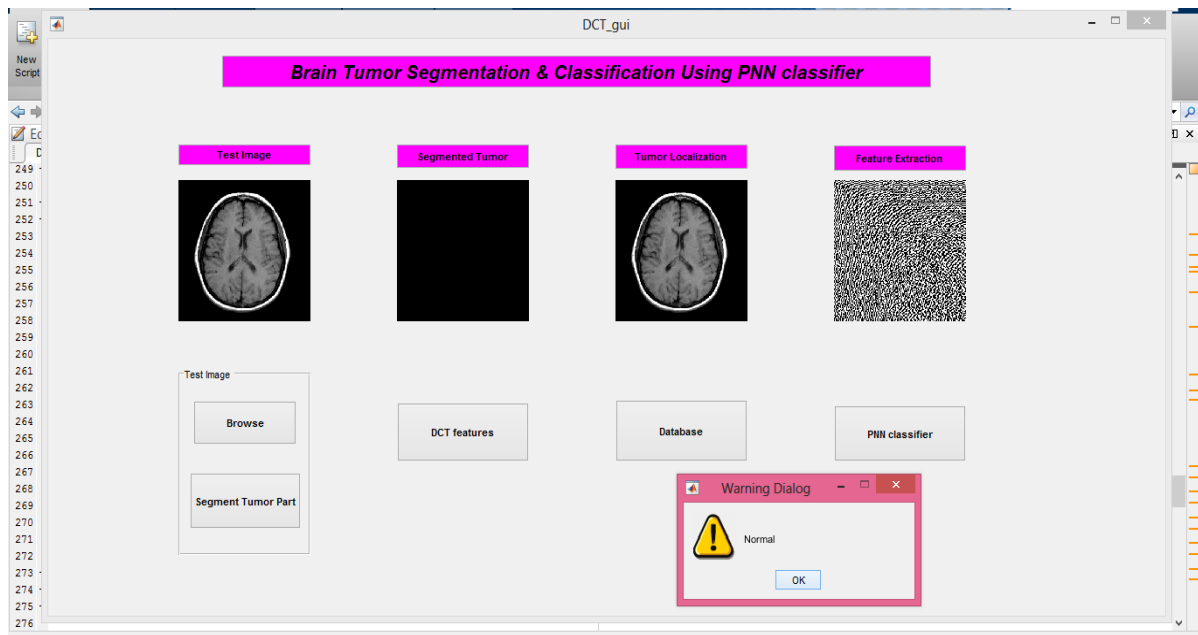 DCT_gui
New
Script
Brain Tumor Segmentation & Classification Using PNN classifier
Test Image
Segmented Tumor
Tumor Localization
Feature Extraction
249
250
251
252
253
254
255
256
257
258
259
260
261
262
263
264
265
266
267
268
269
270
271
272
273
274
275
276
Test Image
Browse
DCT features
Database
PNN classifier
Segment Tumor Part
Warning Dialog
Normal
OK